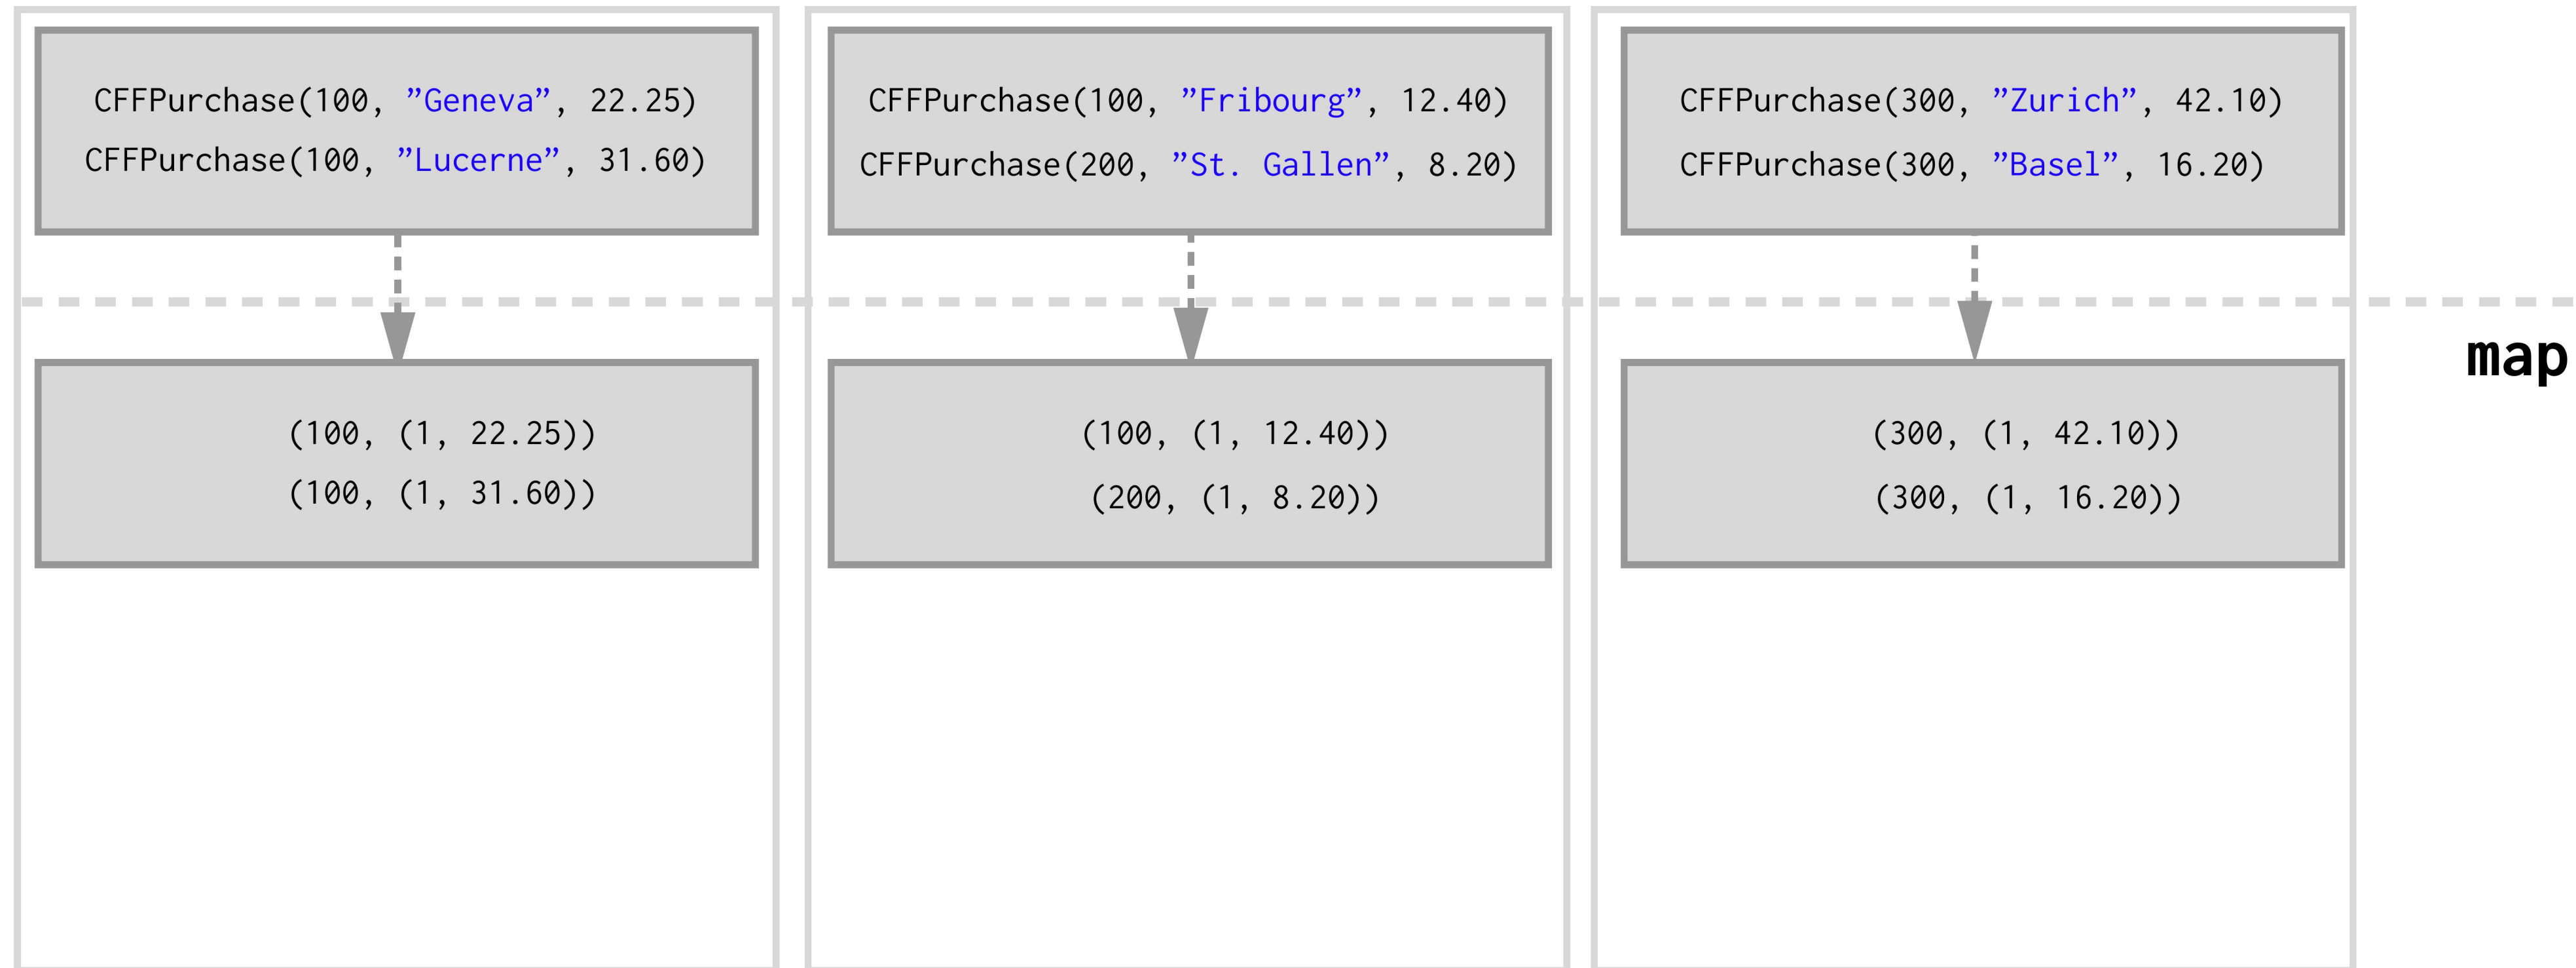 CFFPurchase(100, ”Geneva”, 22.25)
CFFPurchase(100, ”Lucerne”, 31.60)
CFFPurchase(100, ”Fribourg”, 12.40)
CFFPurchase(200, ”St. Gallen”, 8.20)
CFFPurchase(300, ”Zurich”, 42.10)
CFFPurchase(300, ”Basel”, 16.20)
map
(100, (1, 22.25))
(100, (1, 31.60))
(100, (1, 12.40))
(200, (1, 8.20))
(300, (1, 42.10))
(300, (1, 16.20))